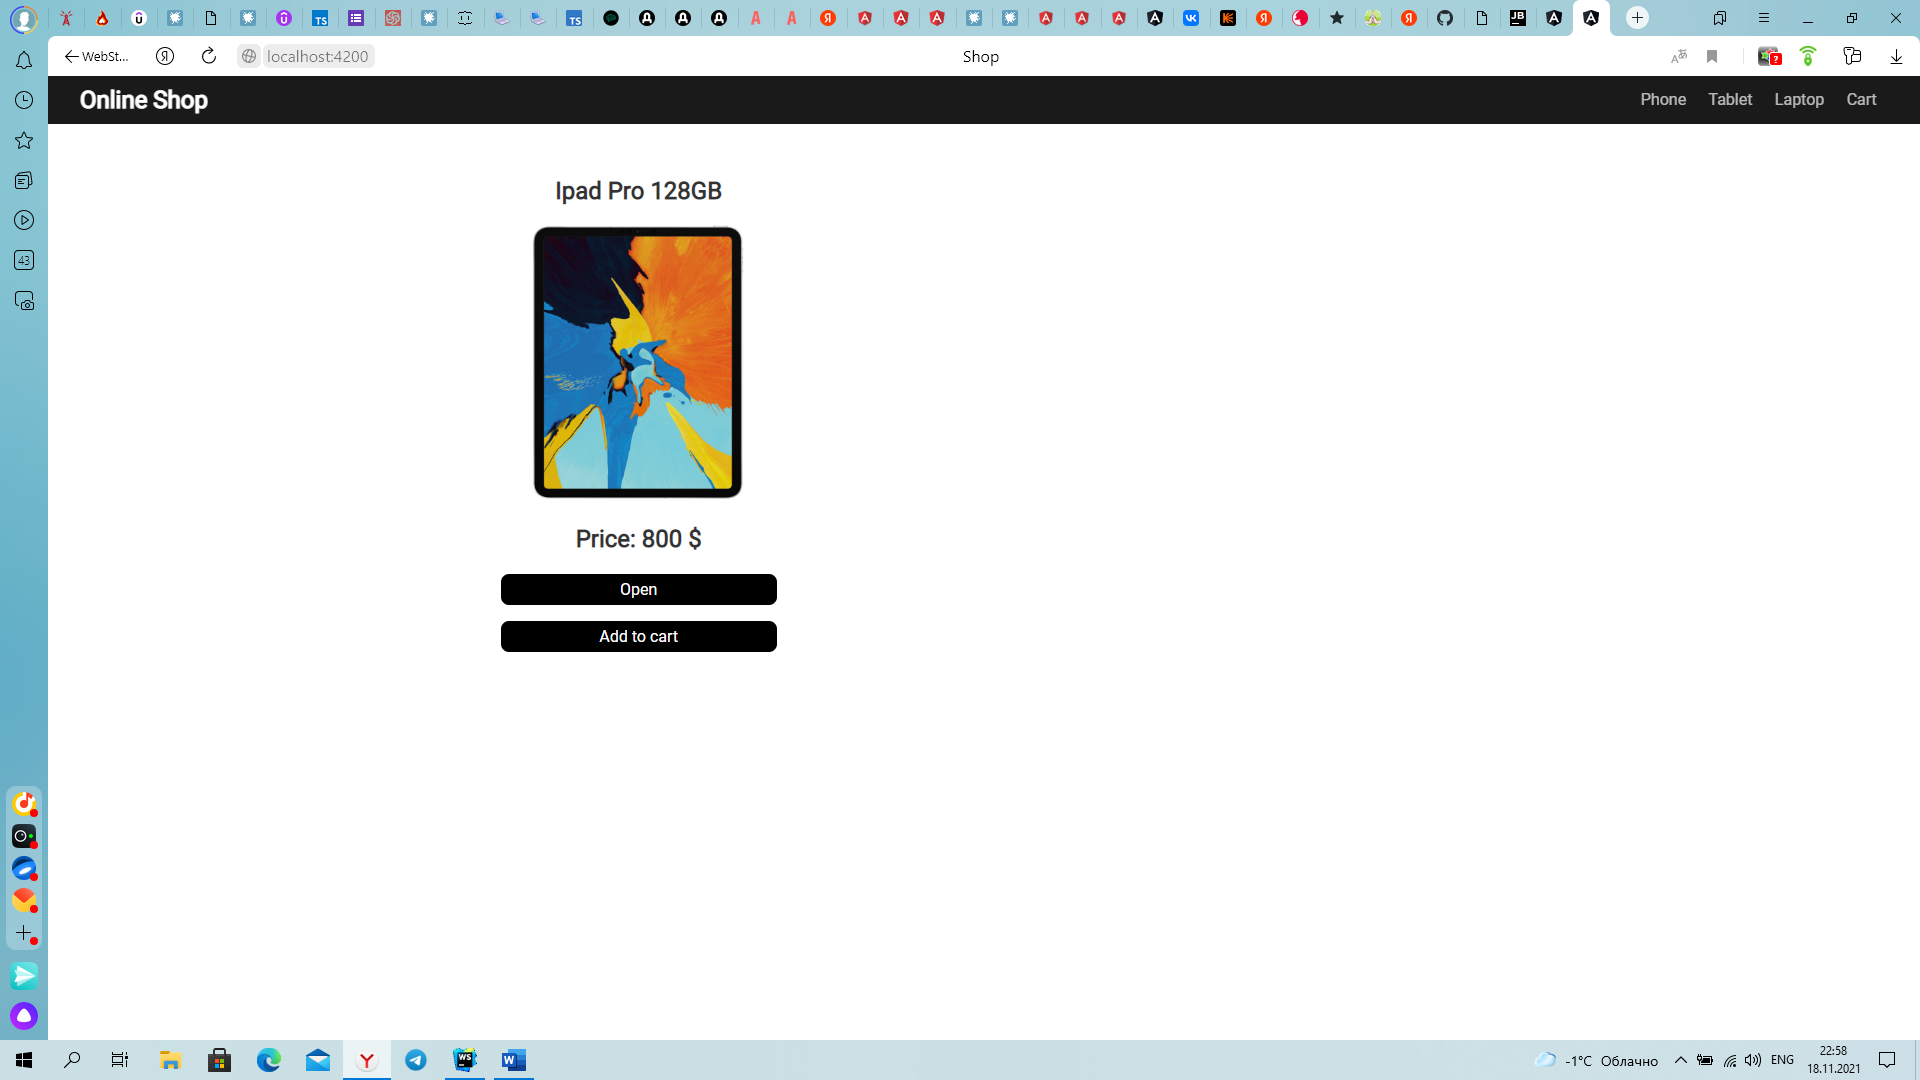 WebSt...
localhost:4200
Shop
Online Shop
Phone
Tablet
Laptop
Cart
43
Ipad Pro 128GB
Price: 800 $
Open
Add to cart
-1°C Облачно
ENG
22:58
18.11.2021